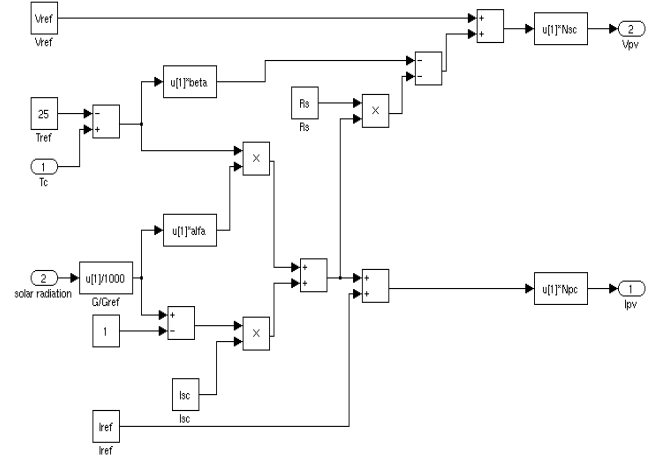 Vref
Vref
+
+
u[1]*Nsc
2
Vpv
−
−
u[1]*beta
Rs
Rs
×
25
Tref
−
+
1
Tc
×
u[1]*alfa
2
solar radiation
u[1]/1000
G/Gref
+
+
+
+
u[1]*Npc
1
Ipv
+
−
1
×
Isc
Isc
Iref
Iref